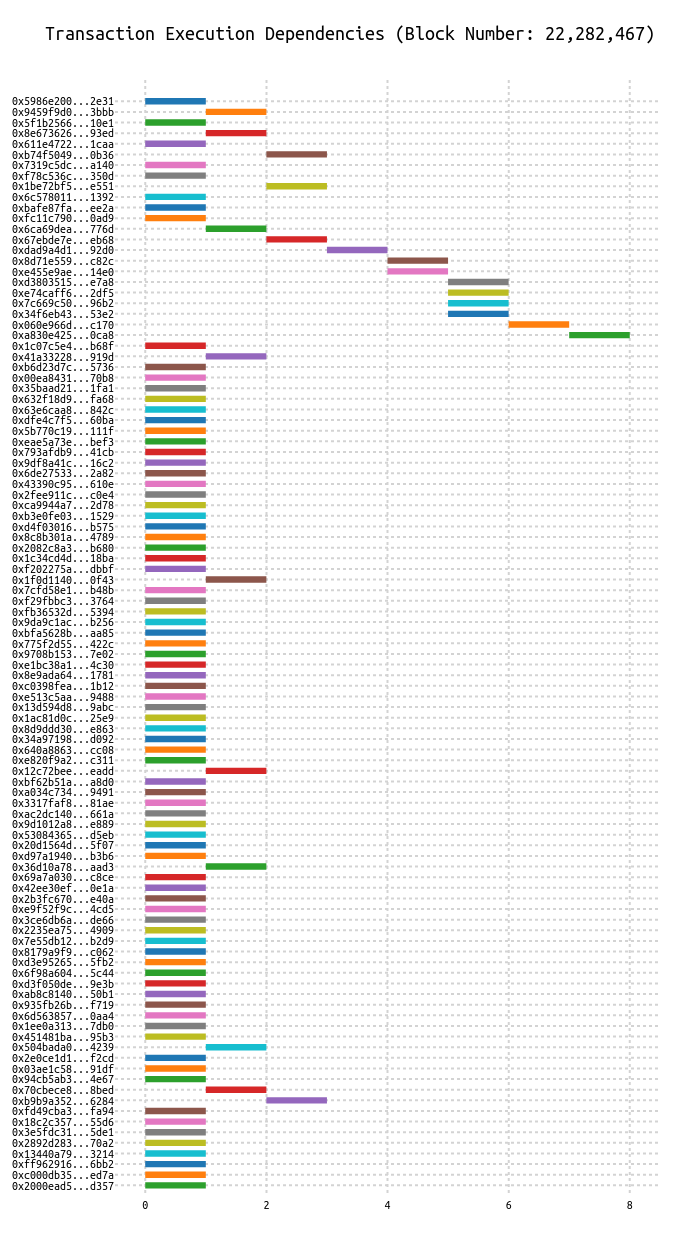 Transaction Execution Dependencies (Block Number: 22,282,467)
0x5986e200...2e31
0x9459f9d0...3bbb
0x5f1b2566...10e1
0x8e673626...93ed
0x611e4722...1caa
0xb74f5049...0b36
0x7319c5dc...a140
0xf78c536c...350d
0x1be72bf5...e551
0x6c578011...1392
0xbafe87fa...ee2a
0xfc11c790...0ad9
0x6ca69dea...776d
0x67ebde7e...eb68
0xdad9a4d1...92d0
0x8d71e559...c82c
0xe455e9ae...14e0
0xd3803515...e7a8
0xe74caff6...2df5
0x7c669c50...96b2
0x34f6eb43...53e2
0x060e966d...c170
0xa830e425...0ca8
0x1c07c5e4...b68f
0x41a33228...919d
0xb6d23d7c...5736
0x00ea8431...70b8
0x35baad21...1fa1
0x632f18d9...fa68
0x63e6caa8...842c
0xdfe4c7f5...60ba
0x5b770c19...111f
0xeae5a73e...bef3
0x793afdb9...41cb
0x9df8a41c...16c2
0x6de27533...2a82
0x43390c95...610e
0x2fee911c...c0e4
0xca9944a7...2d78
0xb3e0fe03...1529
0xd4f03016...b575
0x8c8b301a...4789
0x2082c8a3...b680
0x1c34cd4d...18ba
0xf202275a...dbbf
0x1f0d1140...0f43
0x7cfd58e1...b48b
0xf29fbbc3...3764
0xfb36532d...5394
0x9da9c1ac...b256
0xbfa5628b...aa85
0x775f2d55...422c
0x9708b153...7e02
0xe1bc38a1...4c30
0x8e9ada64...1781
0xc0398fea...1b12
0xe513c5aa...9488
0x13d594d8...9abc
0x1ac81d0c...25e9
0x8d9ddd30...e863
0x34a97198...d092
0x640a8863...cc08
0xe820f9a2...c311
0x12c72bee...eadd
0xbf62b51a...a8d0
0xa034c734...9491
0x3317faf8...81ae
0xac2dc140...661a
0x9d1012a8...e889
0x53084365...d5eb
0x20d1564d...5f07
0xd97a1940...b3b6
0x36d10a78...aad3
0x69a7a030...c8ce
0x42ee30ef...0e1a
0x2b3fc670...e40a
0xe9f52f9c...4cd5
0x3ce6db6a...de66
0x2235ea75...4909
0x7e55db12...b2d9
0x8179a9f9...c062
0xd3e95265...5fb2
0x6f98a604...5c44
0xd3f050de...9e3b
0xab8c8140...50b1
0x935fb26b...f719
0x6d563857...0aa4
0x1ee0a313...7db0
0x451481ba...95b3
0x504bada0...4239
0x2e0ce1d1...f2cd
0x03ae1c58...91df
0x94cb5ab3...4e67
0x70cbece8...8bed
0xb9b9a352...6284
0xfd49cba3...fa94
0x18c2c357...55d6
0x3e5fdc31...5de1
0x2892d283...70a2
0x13440a79...3214
0xff962916...6bb2
0xc000db35...ed7a
0x2000ead5...d357
0 2 4 6 8